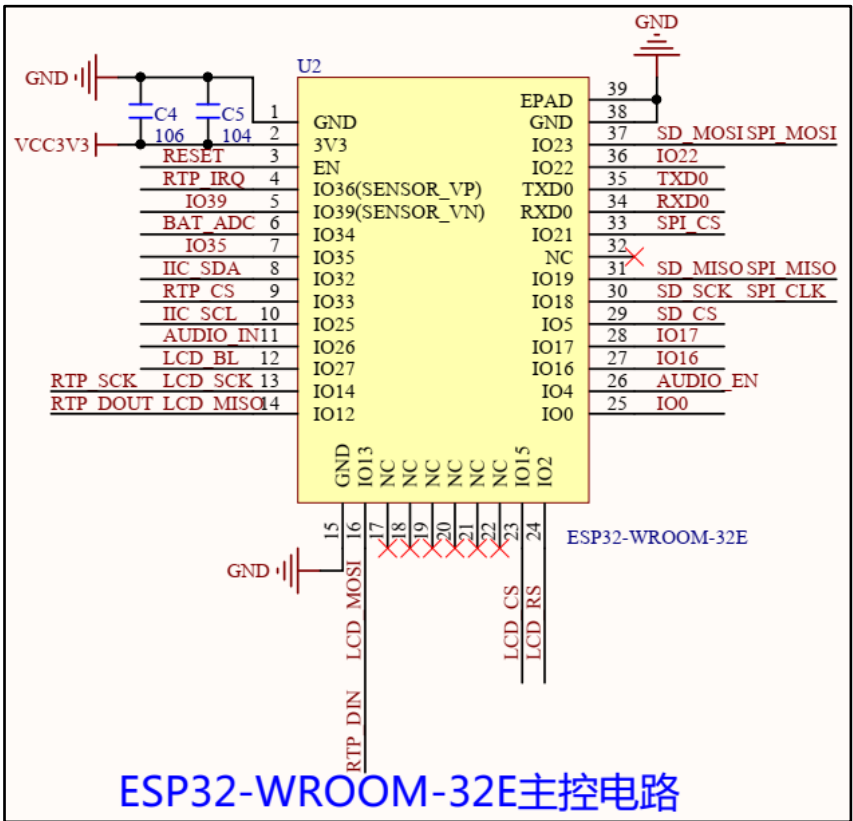 GND
U2
GND
C4
106
C5
104
VCC3V3
1 GND
2 3V3
RESET 3 EN
RTP_IRQ 4 IO36(SENSOR_VP)
IO39 5 IO39(SENSOR_VN)
BAT_ADC 6 IO34
IO35 7 IO35
IIC_SDA 8 IO32
RTP_CS 9 IO33
IIC_SCL 10 IO25
AUDIO_IN 11 IO26
LCD_BL 12 IO27
RTP_SCK LCD_SCK 13 IO14
RTP_DOUT LCD_MISO 14 IO12
EPAD 39
GND 38
IO23 37 SD_MOSI SPI_MOSI
IO22 36 IO22
TXD0 35 TXD0
RXD0 34 RXD0
IO21 33 SPI_CS
NC 32
IO19 31 SD_MISO SPI_MISO
IO18 30 SD_SCK SPI_CLK
IO5 29 SD_CS
IO17 28 IO17
IO16 27 IO16
IO4 26 AUDIO_EN
IO0 25 IO0
GND 15
IO13 16 LCD_MOSI RTP_DIN
NC 17
NC 18
NC 19
NC 20
NC 21
NC 22
IO15 23 LCD_CS
IO2 24 LCD_RS
GND
ESP32-WROOM-32E
ESP32-WROOM-32E主控电路